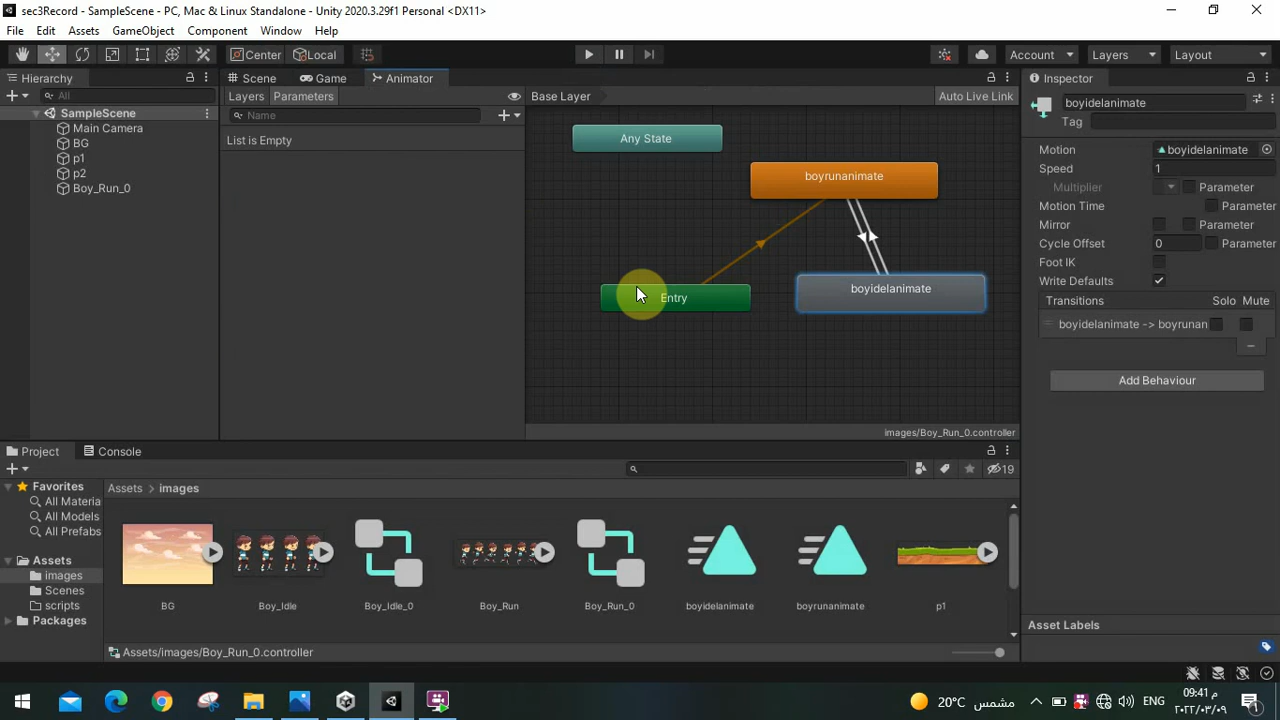 sec3Record - SampleScene - PC, Mac & Linux Standalone - Unity 2020.3.29f1 Personal <DX11>
File Edit Assets GameObject Component Window Help
Center Local Account Layers Layout
Hierarchy
All
SampleScene
Main Camera
BG
p1
p2
Boy_Run_0
Scene Game Animator
Layers Parameters
Name
List is Empty
Base Layer
Auto Live Link
Any State
boyrunanimate
Entry
boyidelanimate
images/Boy_Run_0.controller
Inspector
boyidelanimate
Tag
Motion boyidelanimate
Speed 1
Multiplier Parameter
Motion Time Parameter
Mirror Parameter
Cycle Offset 0 Parameter
Foot IK
Write Defaults
Transitions Solo Mute
boyidelanimate -> boyrunan
Add Behaviour
Asset Labels
Project Console
19
Favorites
All Materia
All Models
All Prefabs
Assets
images
Scenes
scripts
Packages
Assets images
BG Boy_Idle Boy_Idle_0 Boy_Run Boy_Run_0 boyidelanimate boyrunanimate p1
Assets/images/Boy_Run_0.controller
20°C مشمس
ENG
09:41 م
٢٠٢٢/٠٣/٠٩
1